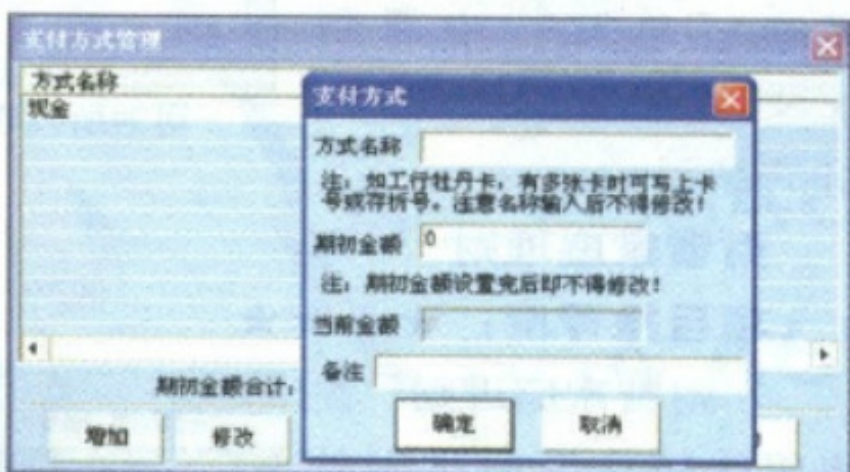 支付方式管理
方式名称
现金
期初金额合计:
增加
修改
支付方式
方式名称
注: 如工行牡丹卡, 有多张卡时可写上卡
号或存折号。注意名称输入后不得修改!
期初金额
0
注: 期初金额设置完后即不得修改!
当前金额
备注
确定
取消